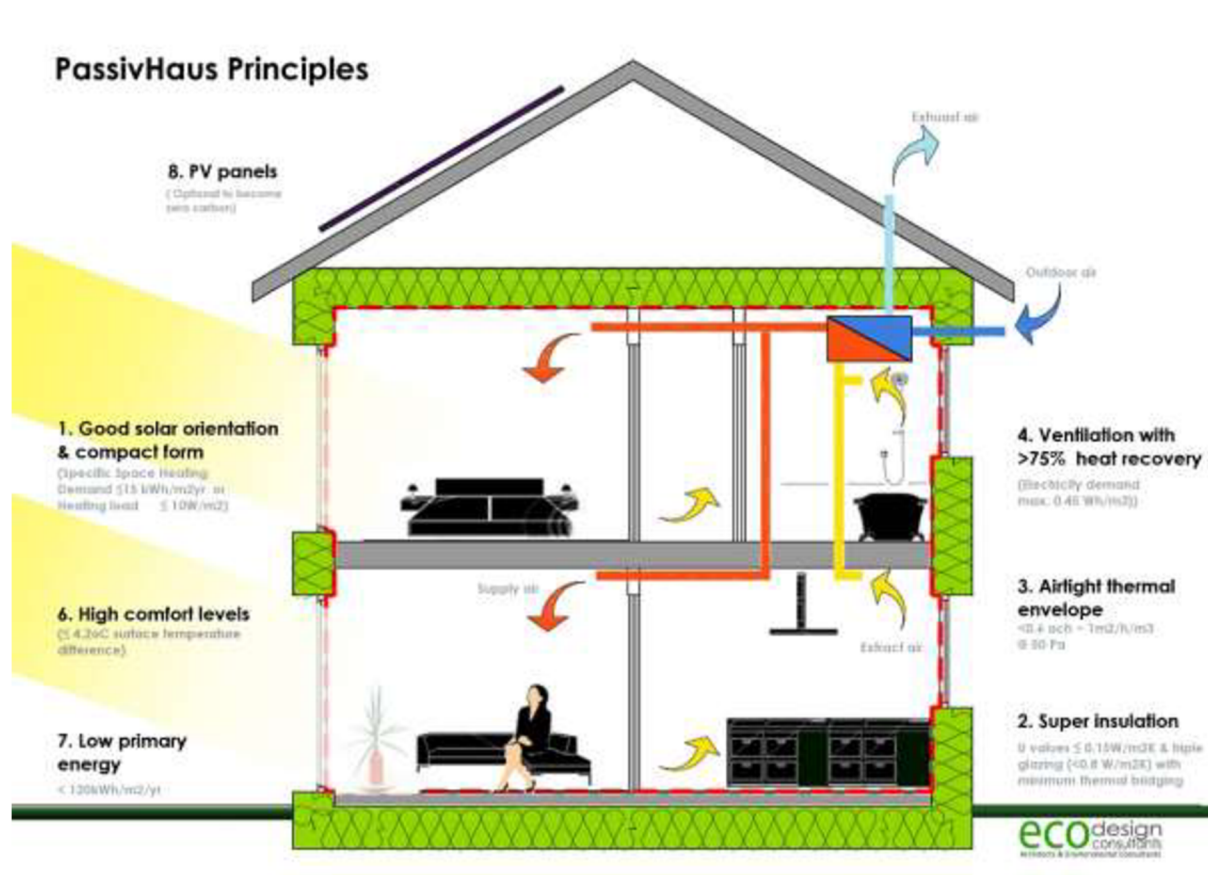 PassivHaus Principles
Exhuast air
8. PV panels
( Optional to become
zero carbon)
Outdoor air
1. Good solar orientation
& compact form
(Specific Space Heating
Demand ≤15 kWh/m2yr or
Heating load ≤ 10W/m2)
4. Ventilation with
>75% heat recovery
(Electricity demand
max. 0.45 Wh/m3))
Supply air
3. Airtight thermal
envelope
<0.6 ach ~ 1m2/h/m3
@ 50 Pa
6. High comfort levels
(≤ 4.2oC surface temperature
difference)
Extract air
2. Super insulation
U values ≤ 0.15W/m2K & triple
glazing (<0.8 W/m2K) with
minimum thermal bridging
7. Low primary
energy
< 120kWh/m2/yr
eco design
consultants
Architects & Environmental Consultants